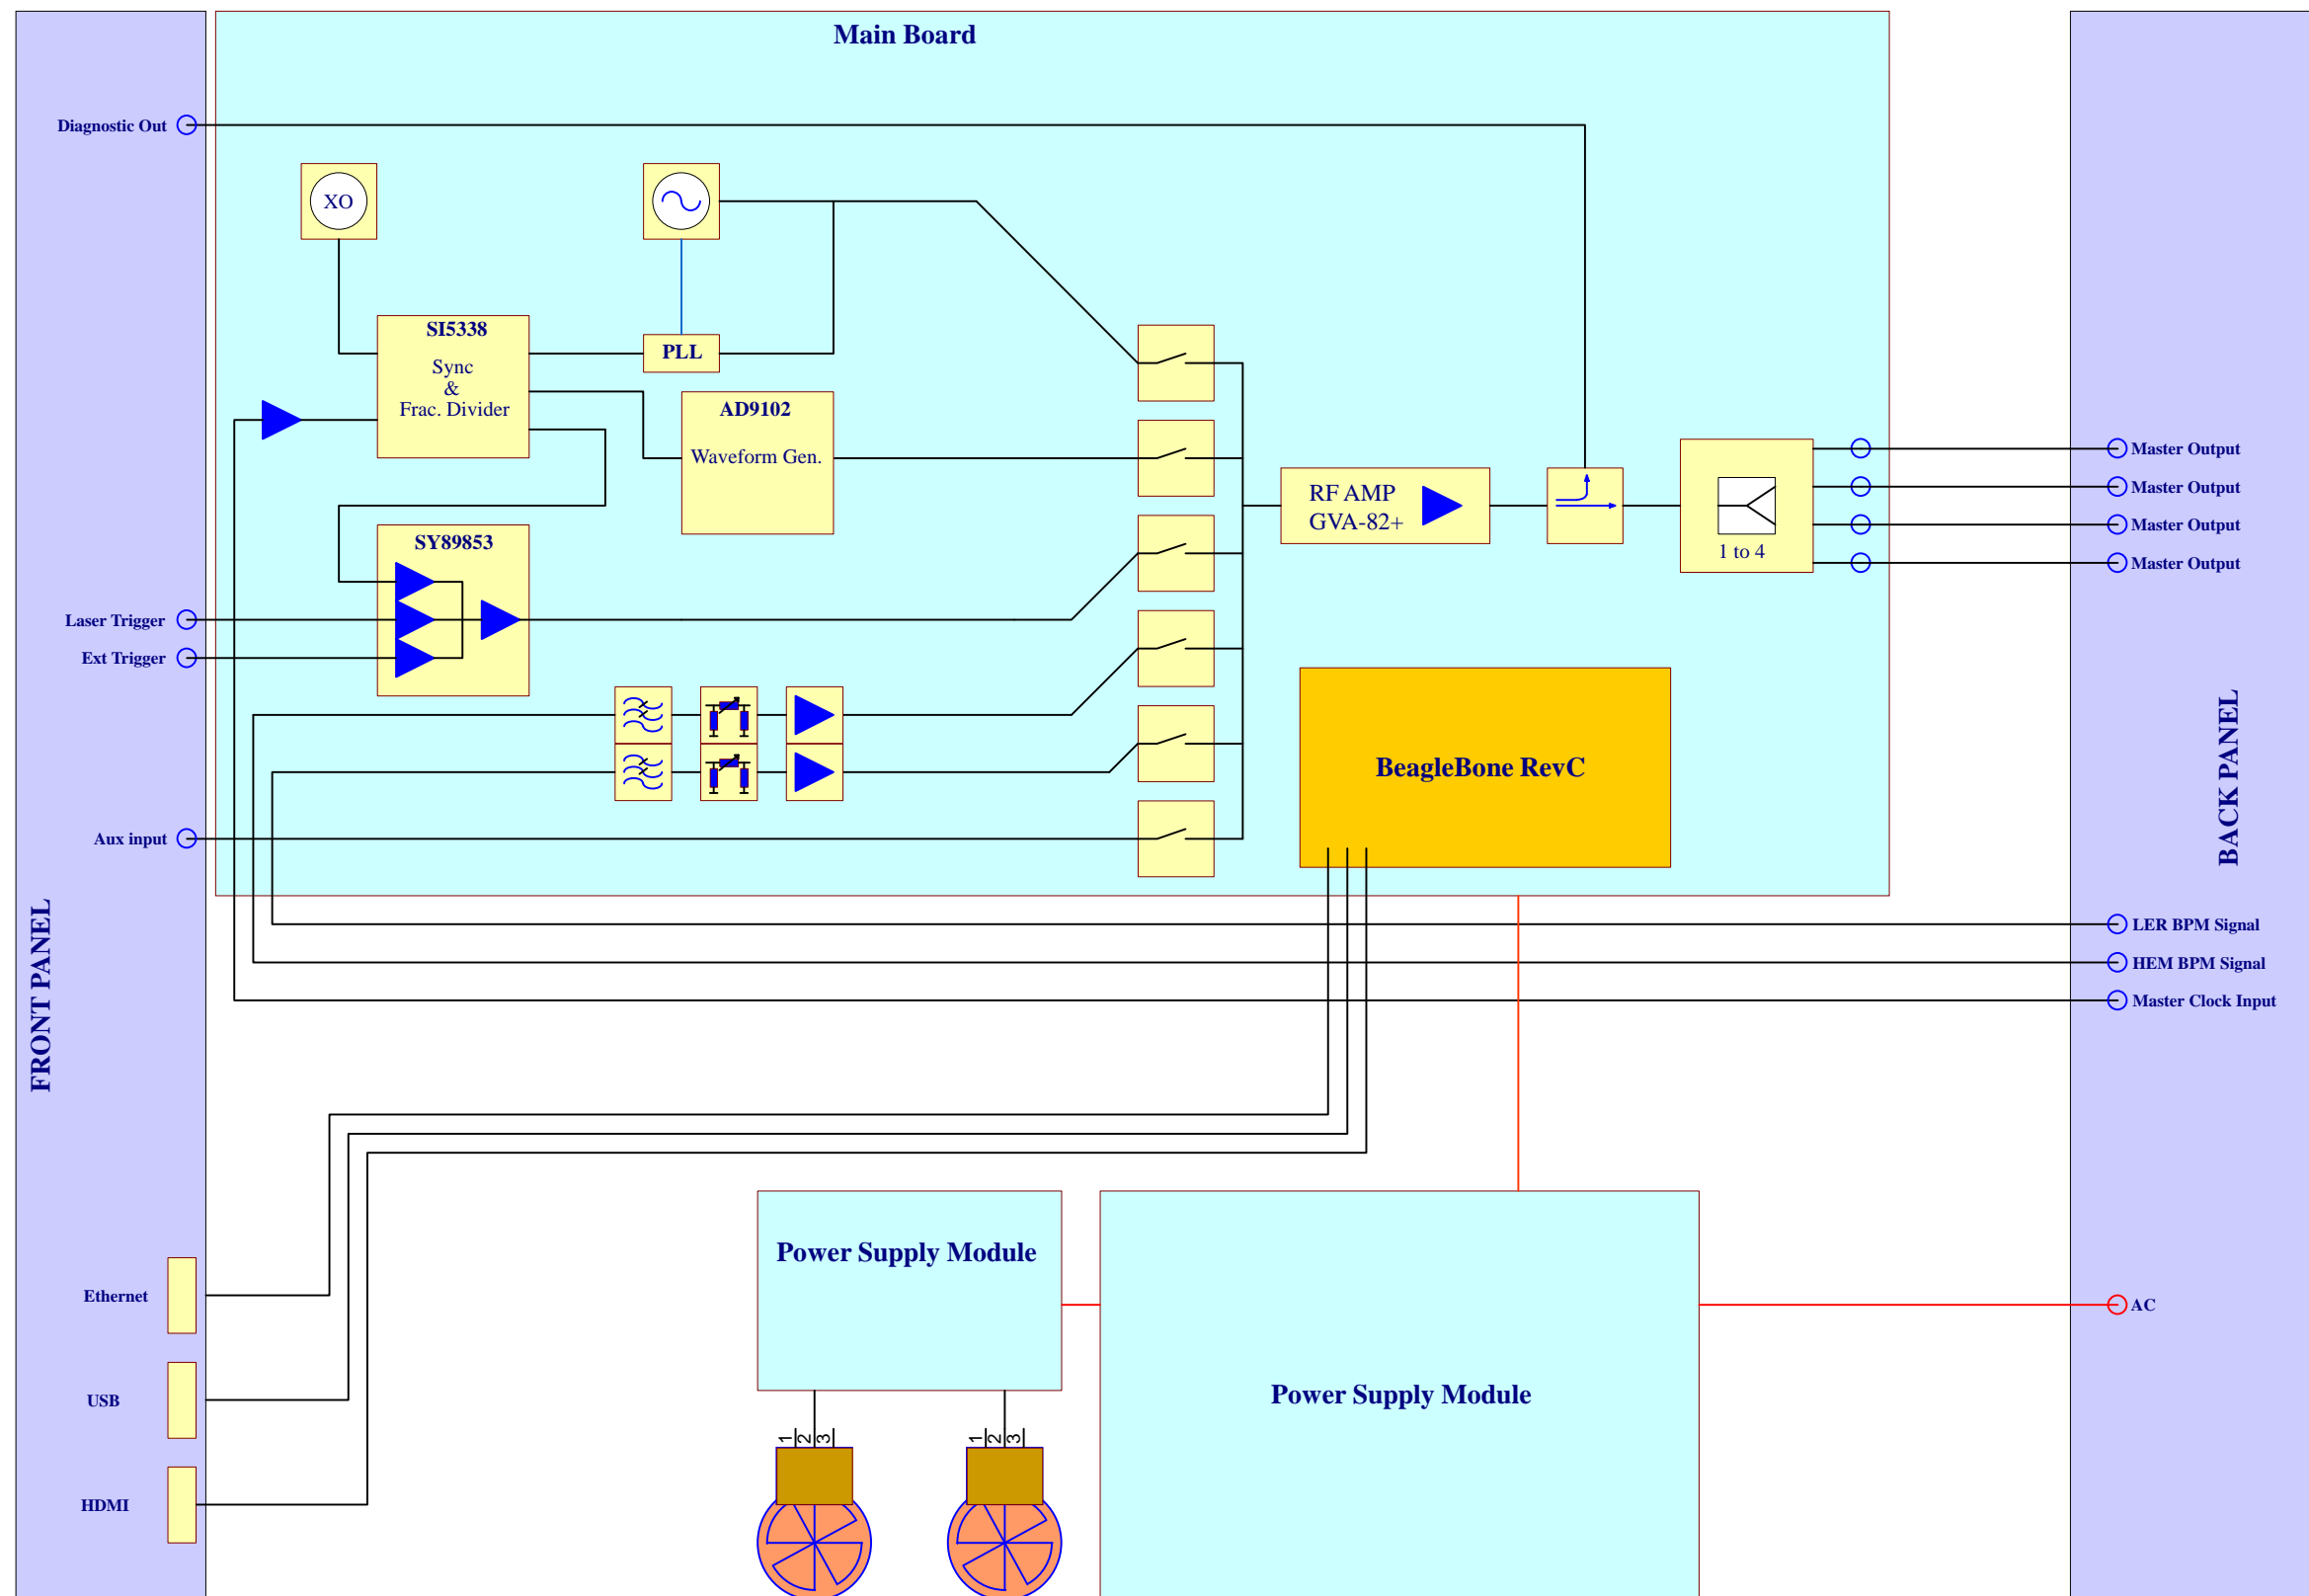 Main Board
Diagnostic Out
XO
SI5338
Sync
&
Frac. Divider
PLL
AD9102
Waveform Gen.
RF AMP
GVA-82+
1 to 4
Master Output
Master Output
Master Output
Master Output
SY89853
Laser Trigger
Ext Trigger
BeagleBone RevC
BACK PANEL
Aux input
FRONT PANEL
LER BPM Signal
HEM BPM Signal
Master Clock Input
Power Supply Module
Ethernet
AC
USB
Power Supply Module
1 2 3
1 2 3
HDMI